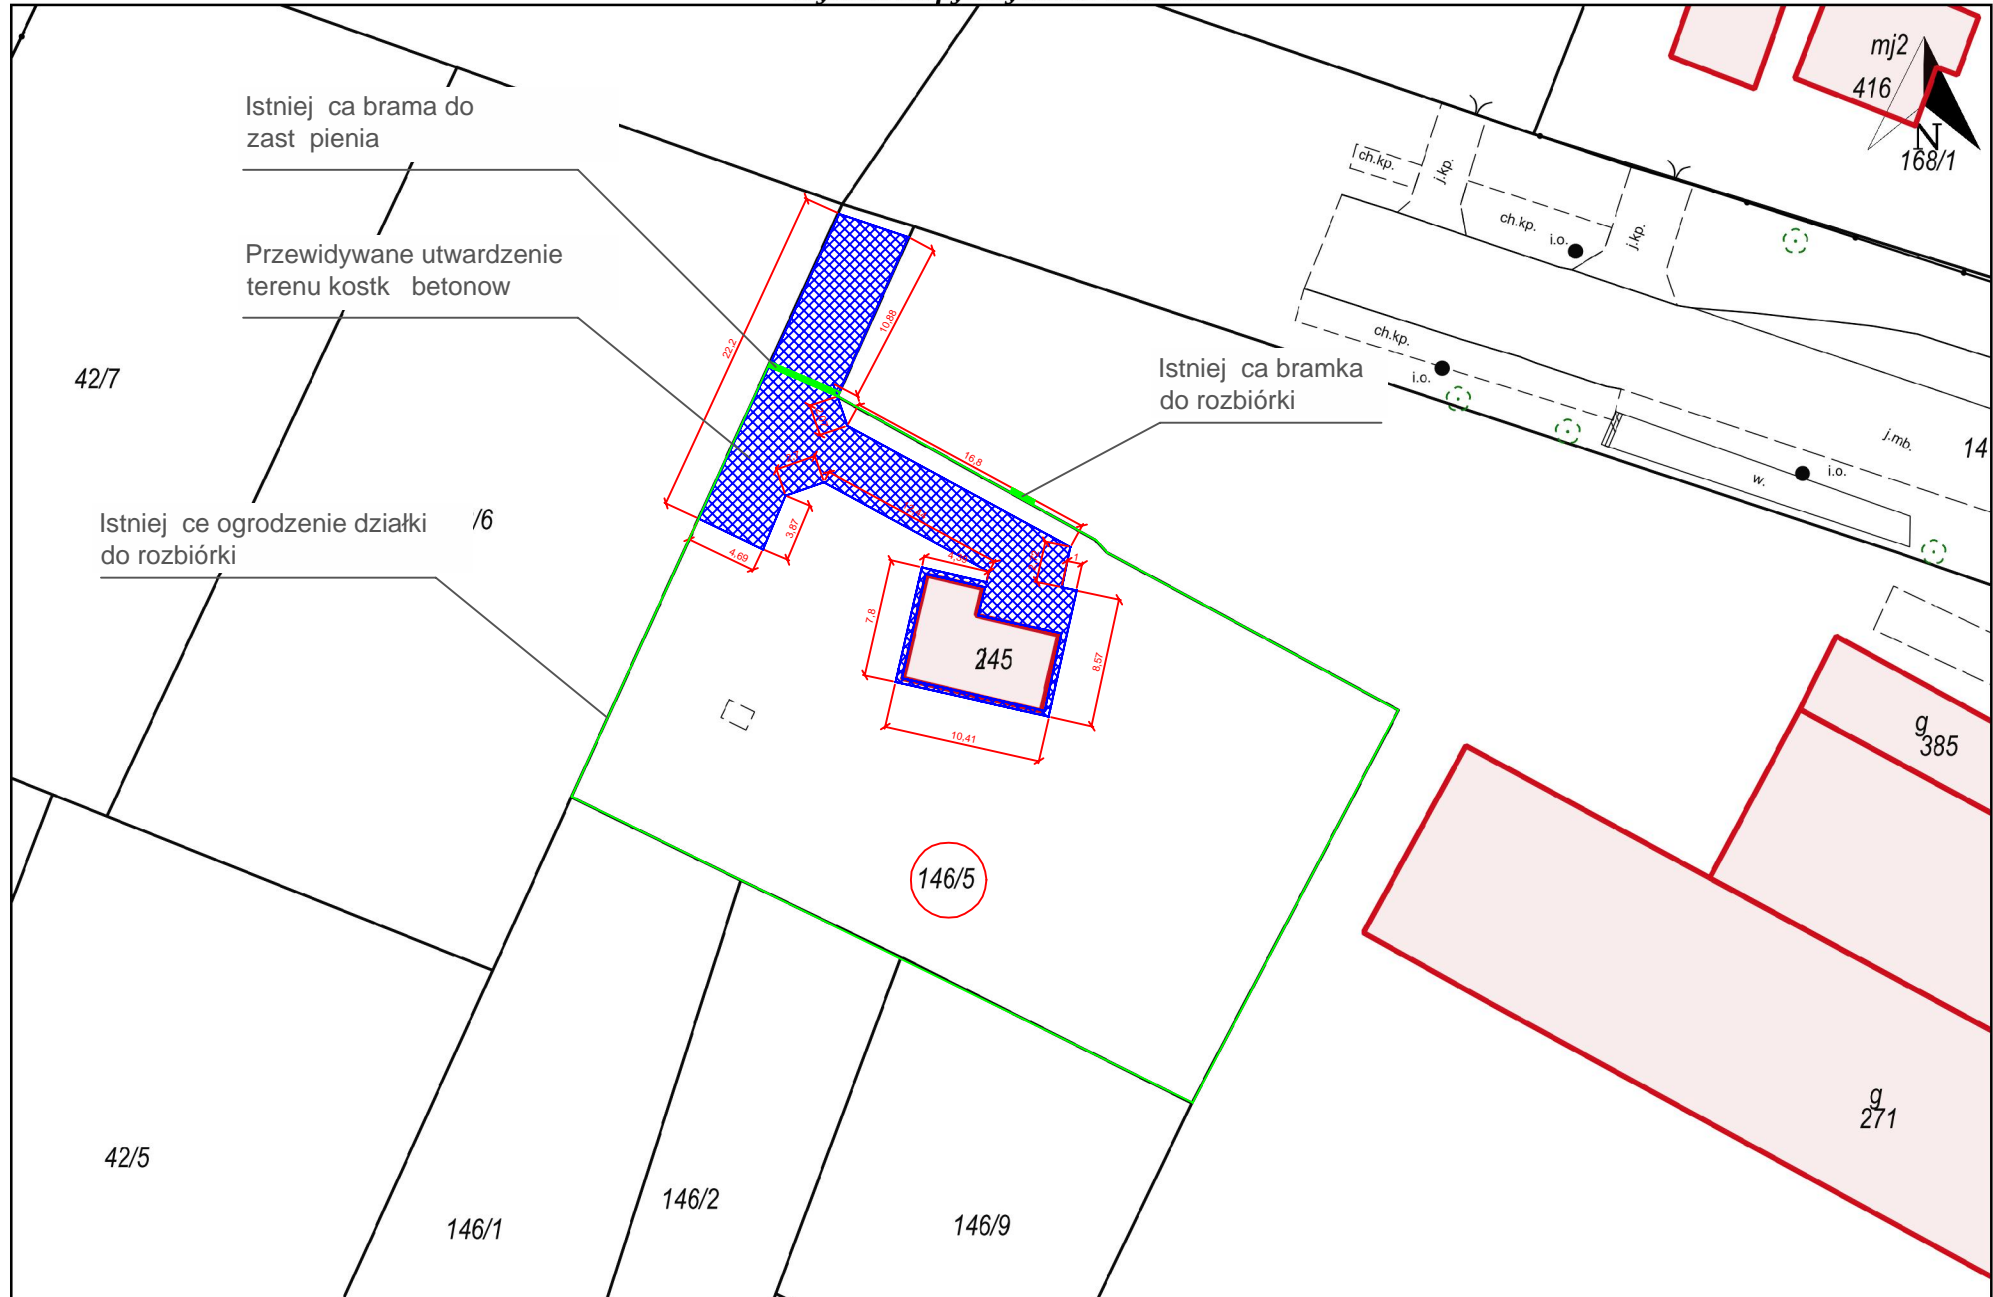 mj2
416
N
168/1
Istniej ca brama do
zast pienia
ch.kp.
j.kp.
ch.kp.
i.o.
j.kp.
Przewidywane utwardzenie
terenu kostk betonow
22,2
10,88
ch.kp.
i.o.
42/7
Istniej ca bramka
do rozbiórki
16,8
j.mb.
14
w.
i.o.
Istniej ce ogrodzenie działki
do rozbiórki
/6
3,87
4,69
1
7,8
245
8,57
10,41
g
385
146/5
g
271
42/5
146/2
146/1
146/9